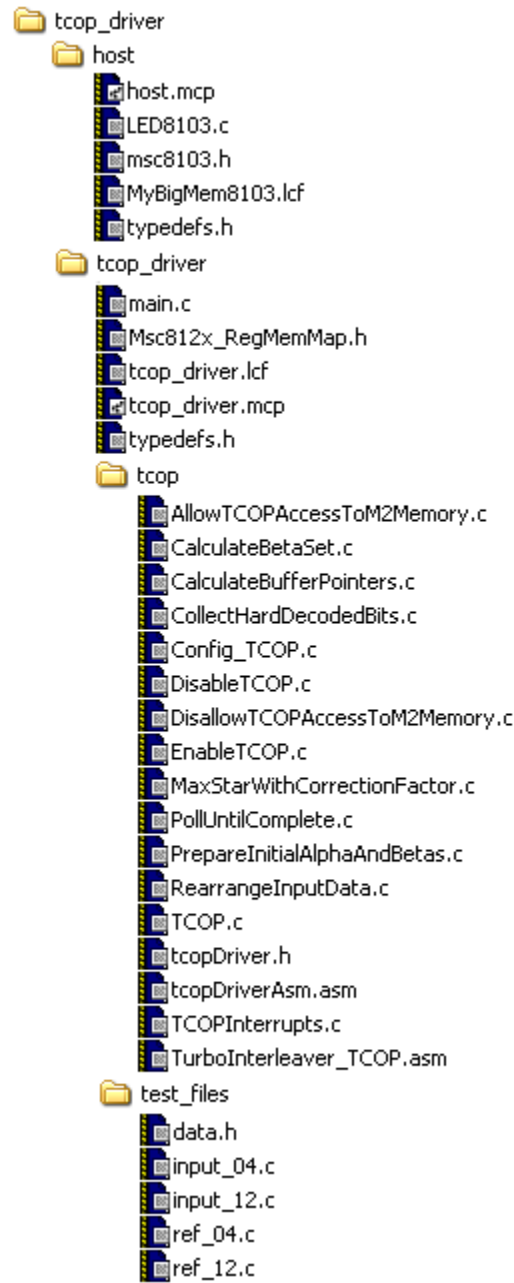 tcop_driver
host
host.mcp
LED8103.c
msc8103.h
MyBigMem8103.lcf
typedefs.h
tcop_driver
main.c
Msc812x_RegMemMap.h
tcop_driver.lcf
tcop_driver.mcp
typedefs.h
tcop
AllowTCOPAccessToM2Memory.c
CalculateBetaSet.c
CalculateBufferPointers.c
CollectHardDecodedBits.c
Config_TCOP.c
DisableTCOP.c
DisallowTCOPAccessToM2Memory.c
EnableTCOP.c
MaxStarWithCorrectionFactor.c
PollUntilComplete.c
PrepareInitialAlphaAndBetas.c
RearrangeInputData.c
TCOP.c
tcopDriver.h
tcopDriverAsm.asm
TCOPInterrupts.c
TurboInterleaver_TCOP.asm
test_files
data.h
input_04.c
input_12.c
ref_04.c
ref_12.c